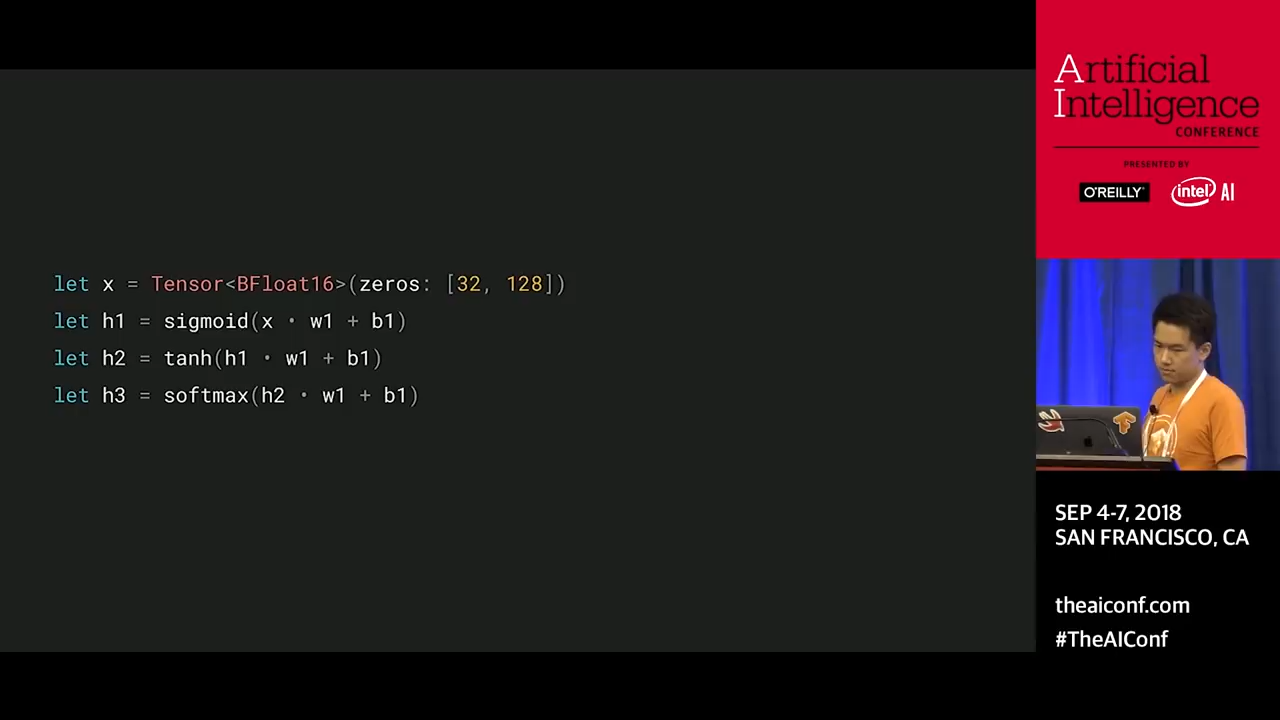 let x = Tensor<BFloat16>(zeros: [32, 128])
let h1 = sigmoid(x • w1 + b1)
let h2 = tanh(h1 • w1 + b1)
let h3 = softmax(h2 • w1 + b1)
Artificial
Intelligence
CONFERENCE
PRESENTED BY
O'REILLY
intel AI
SEP 4-7, 2018
SAN FRANCISCO, CA
theaiconf.com
#TheAIConf